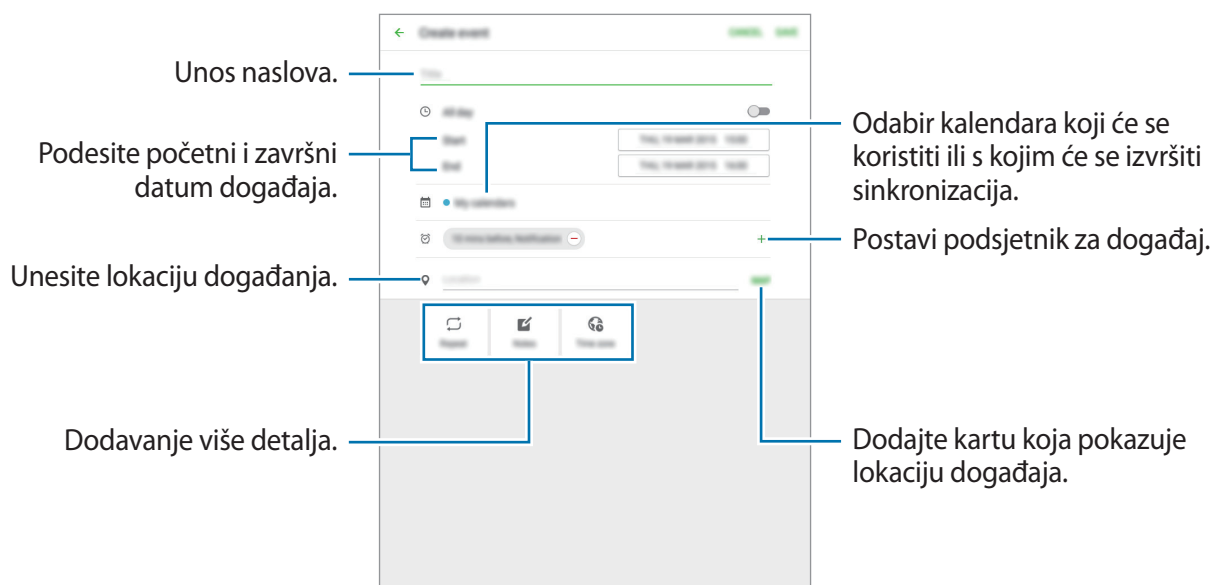 Unos naslova.
Podesite početni i završni
datum događaja.
Unesite lokaciju događanja.
Dodavanje više detalja.
Create event
CANCEL SAVE
Title
All day
Start
End
My calendars
Location
Repeat
Notes
Time zone
Odabir kalendara koji će se
koristiti ili s kojim će se izvršiti
sinkronizacija.
Postavi podsjetnik za događaj.
Dodajte kartu koja pokazuje
lokaciju događaja.